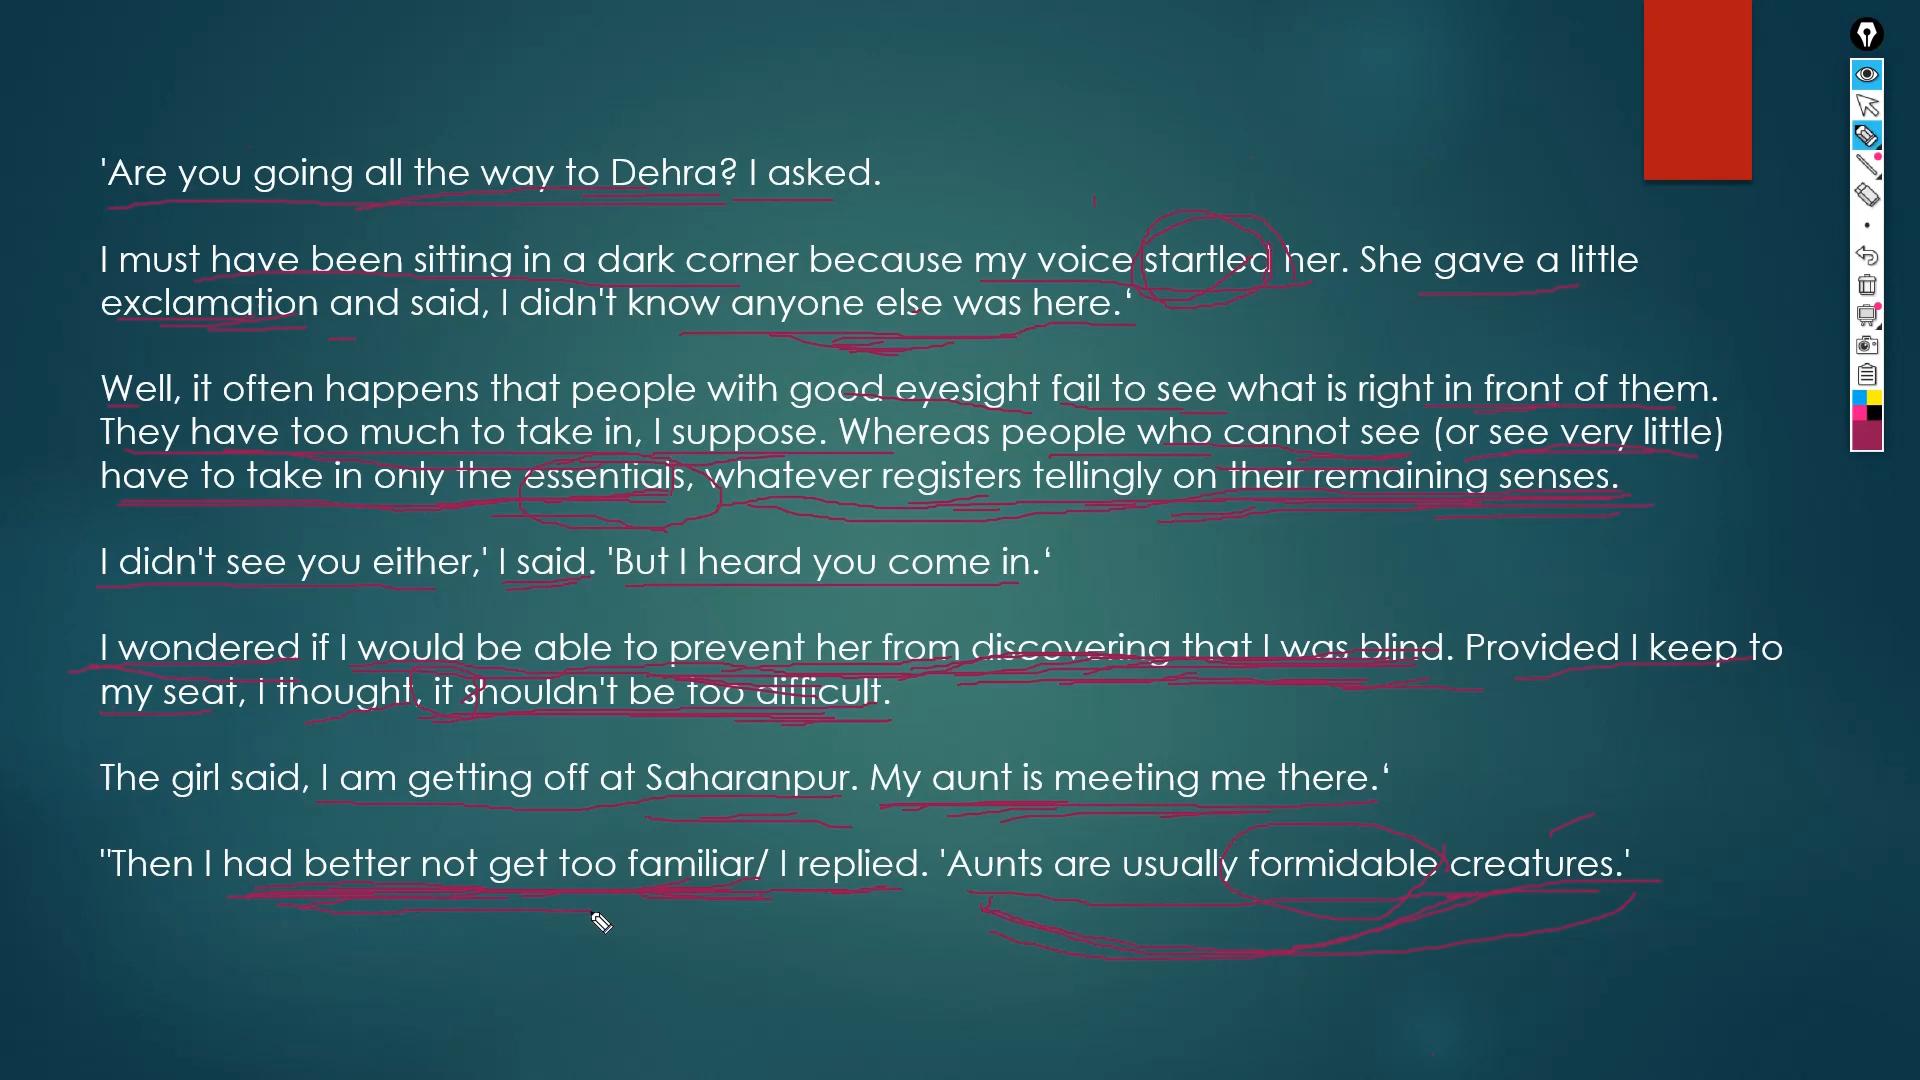 'Are you going all the way to Dehra? I asked.
I must have been sitting in a dark corner because my voice startled her. She gave a little
exclamation and said, I didn't know anyone else was here.‘
Well, it often happens that people with good eyesight fail to see what is right in front of them.
They have too much to take in, I suppose. Whereas people who cannot see (or see very little)
have to take in only the essentials, whatever registers tellingly on their remaining senses.
I didn't see you either,' I said. 'But I heard you come in.‘
I wondered if I would be able to prevent her from discovering that I was blind. Provided I keep to
my seat, I thought, it shouldn't be too difficult.
The girl said, I am getting off at Saharanpur. My aunt is meeting me there.‘
"Then I had better not get too familiar/ I replied. 'Aunts are usually formidable creatures.'